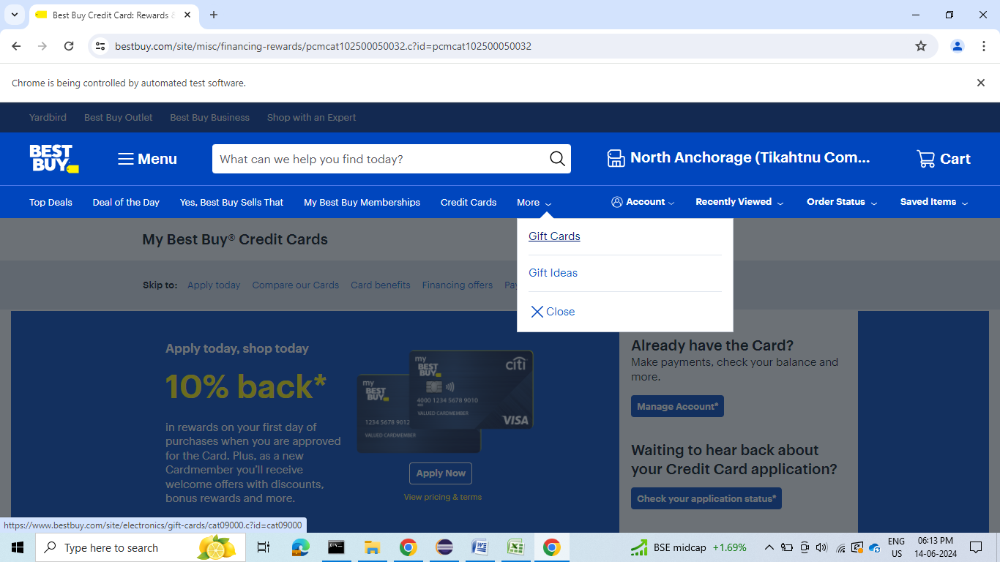 Best Buy Credit Card: Rewards &
bestbuy.com/site/misc/financing-rewards/pcmcat102500050032.c?id=pcmcat102500050032
Chrome is being controlled by automated test software.
Yardbird Best Buy Outlet Best Buy Business Shop with an Expert
BEST BUY
Menu
What can we help you find today?
North Anchorage (Tikahtnu Com...
Cart
Top Deals Deal of the Day Yes, Best Buy Sells That My Best Buy Memberships Credit Cards More Account Recently Viewed Order Status Saved Items
Gift Cards
Gift Ideas
Close
My Best Buy® Credit Cards
Skip to: Apply today Compare our Cards Card benefits Financing offers
Apply today, shop today
10% back*
in rewards on your first day of
purchases when you are approved
for the Card. Plus, as a new
Cardmember you'll receive
welcome offers with discounts,
bonus rewards and more.
my
BEST
BUY
1234 5678 9012
VALUED CARDMEMBER
my
BEST
BUY
citi
4000 1234 5678 9010
VALUED CARDMEMBER
VISA
Apply Now
View pricing & terms
Already have the Card?
Make payments, check your balance and
more.
Manage Account*
Waiting to hear back about
your Credit Card application?
Check your application status*
https://www.bestbuy.com/site/electronics/gift-cards/cat09000.c?id=cat09000
Type here to search
BSE midcap +1.69%
ENG
US
06:13 PM
14-06-2024